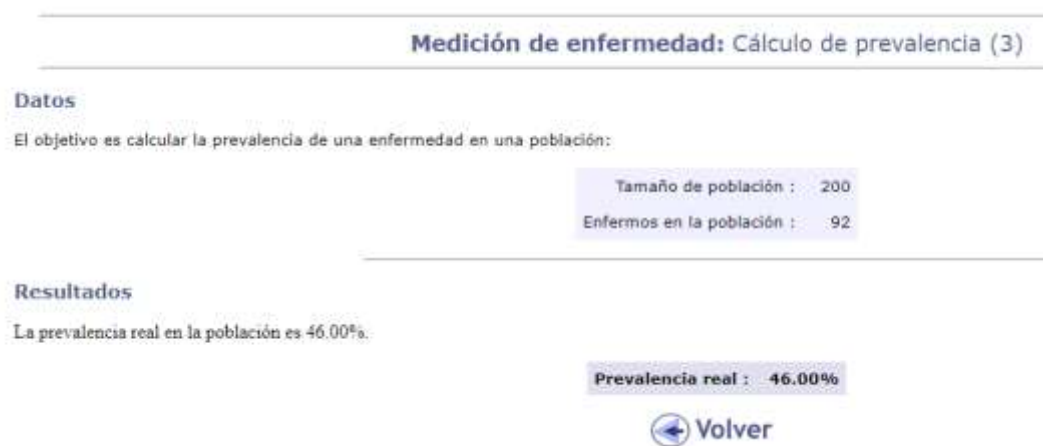 Medición de enfermedad: Cálculo de prevalencia (3)
Datos
El objetivo es calcular la prevalencia de una enfermedad en una población:
Tamaño de población : 200
Enfermos en la población : 92
Resultados
La prevalencia real en la población es 46.00%.
Prevalencia real : 46.00%
Volver